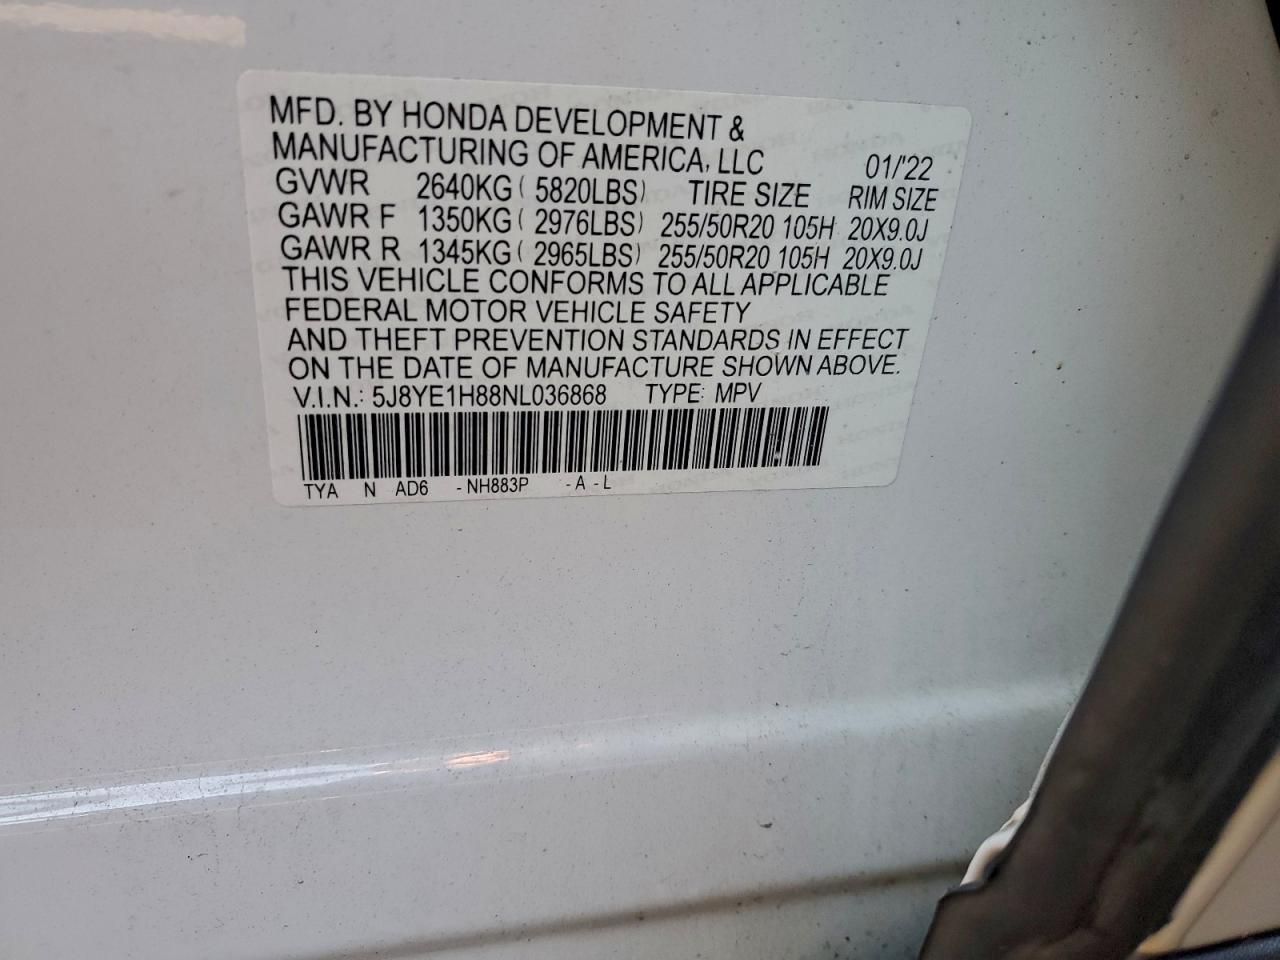 MFD. BY HONDA DEVELOPMENT &
MANUFACTURING OF AMERICA, LLC 01/'22
GVWR 2640KG ( 5820LBS) TIRE SIZE RIM SIZE
GAWR F 1350KG ( 2976LBS) 255/50R20 105H 20X9.0J
GAWR R 1345KG ( 2965LBS) 255/50R20 105H 20X9.0J
THIS VEHICLE CONFORMS TO ALL APPLICABLE
FEDERAL MOTOR VEHICLE SAFETY
AND THEFT PREVENTION STANDARDS IN EFFECT
ON THE DATE OF MANUFACTURE SHOWN ABOVE.
V.I.N.: 5J8YE1H88NL036868 TYPE: MPV
TYA N AD6 -NH883P -A -L